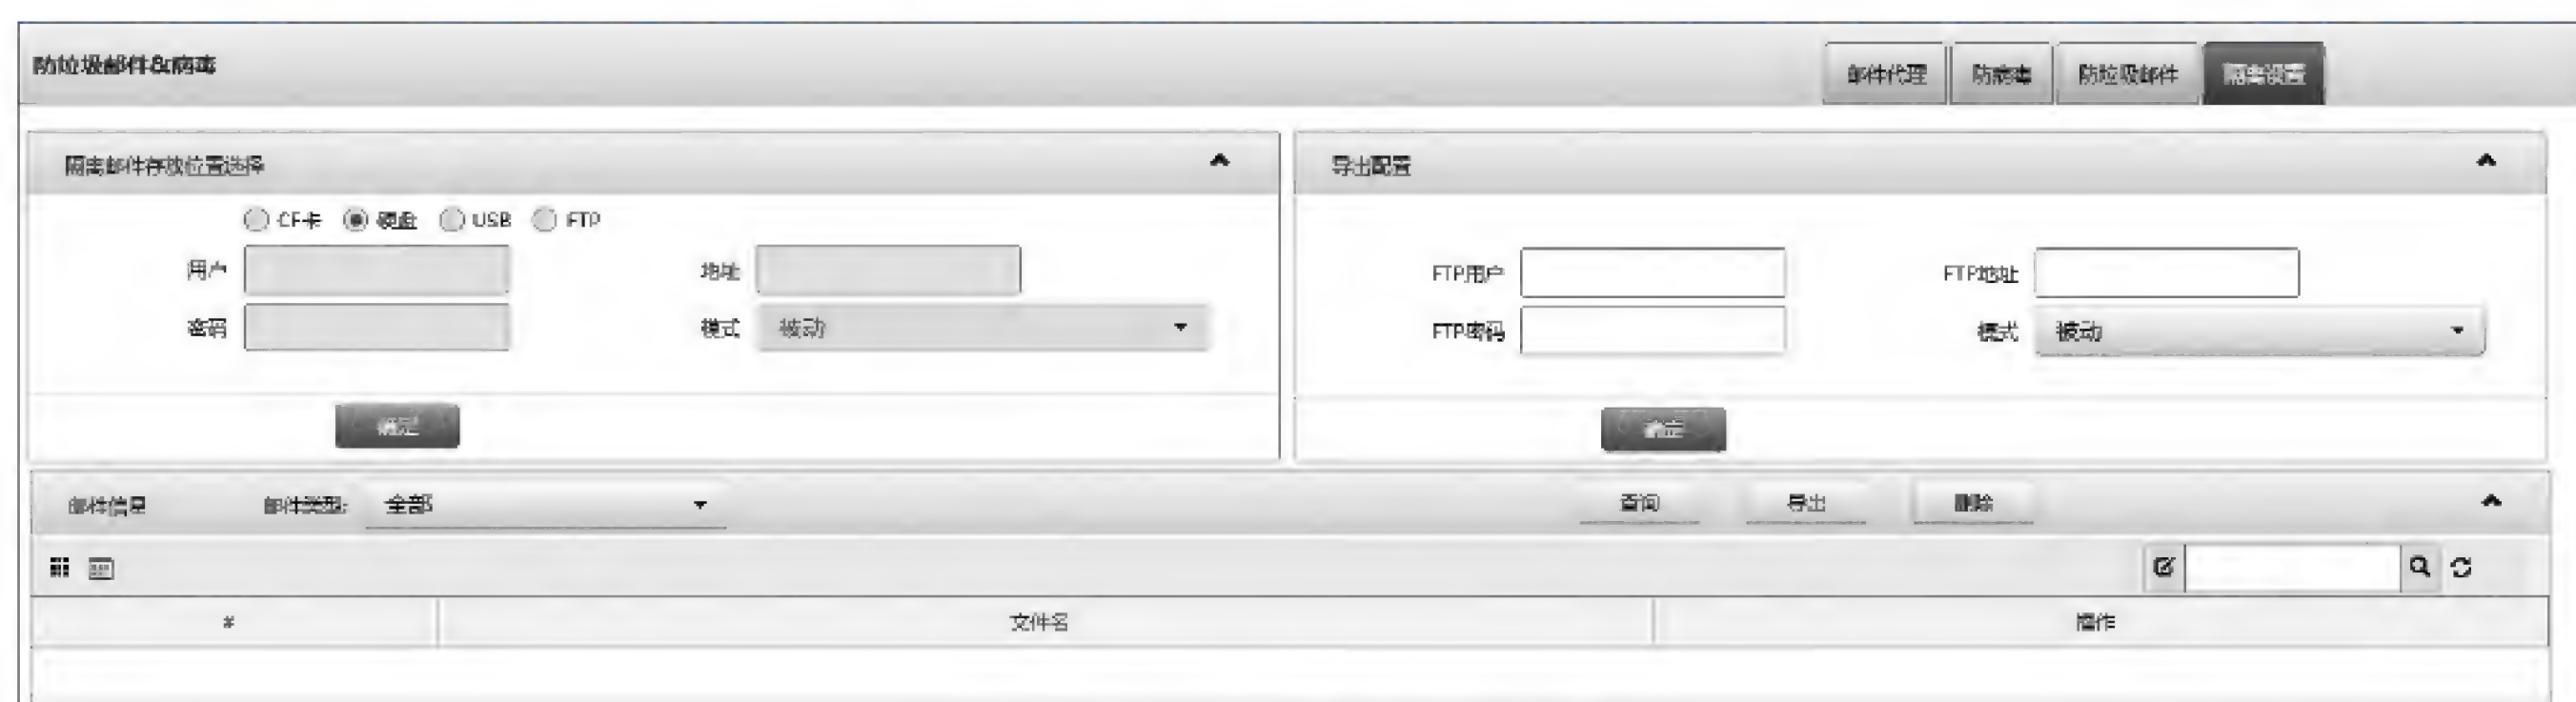 防垃圾邮件&病毒
邮件代理 防病毒 防垃圾邮件 隔离设置
隔离邮件存放位置选择
CF卡 硬盘 USB FTP
用户 地址
密码 模式 被动
确定
导出配置
FTP用户 FTP地址
FTP密码 模式 被动
确定
邮件信息 邮件类型: 全部 查询 导出 删除
# 文件名 操作